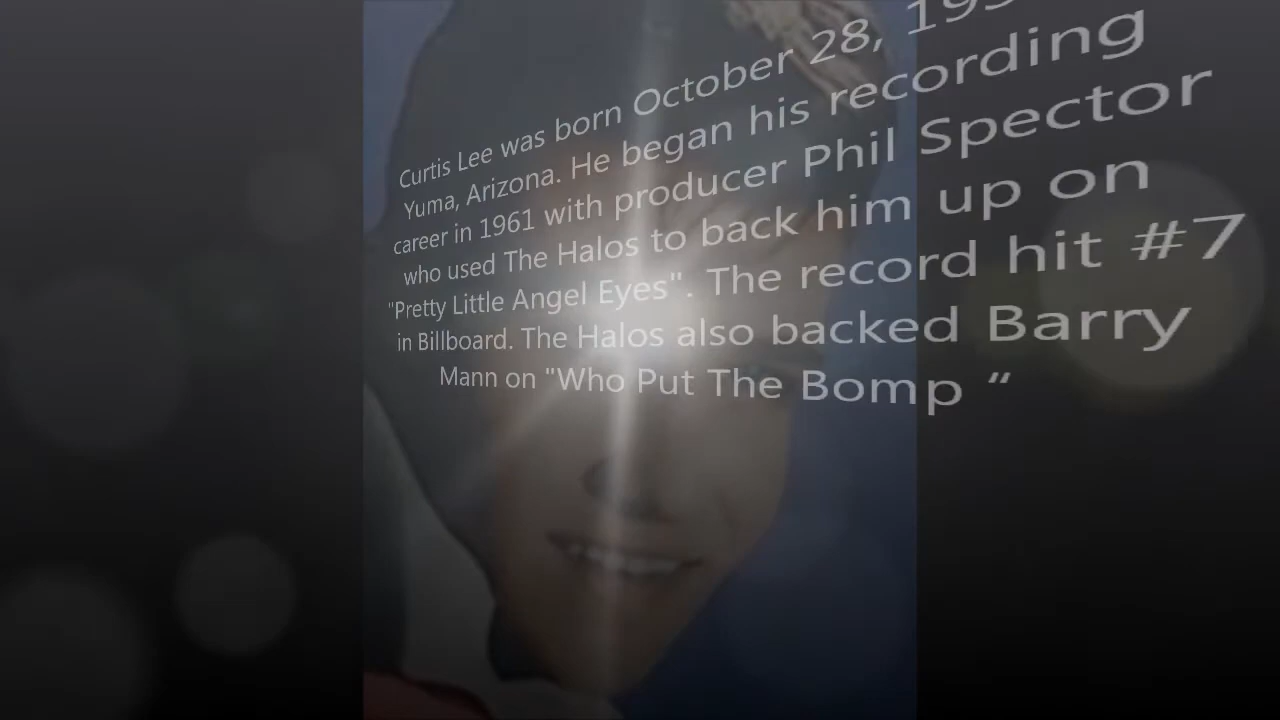 Curtis Lee was born October 28, 193
Yuma, Arizona. He began his recording
career in 1961 with producer Phil Spector
who used The Halos to back him up on
"Pretty Little Angel Eyes". The record hit #7
in Billboard. The Halos also backed Barry
Mann on "Who Put The Bomp “